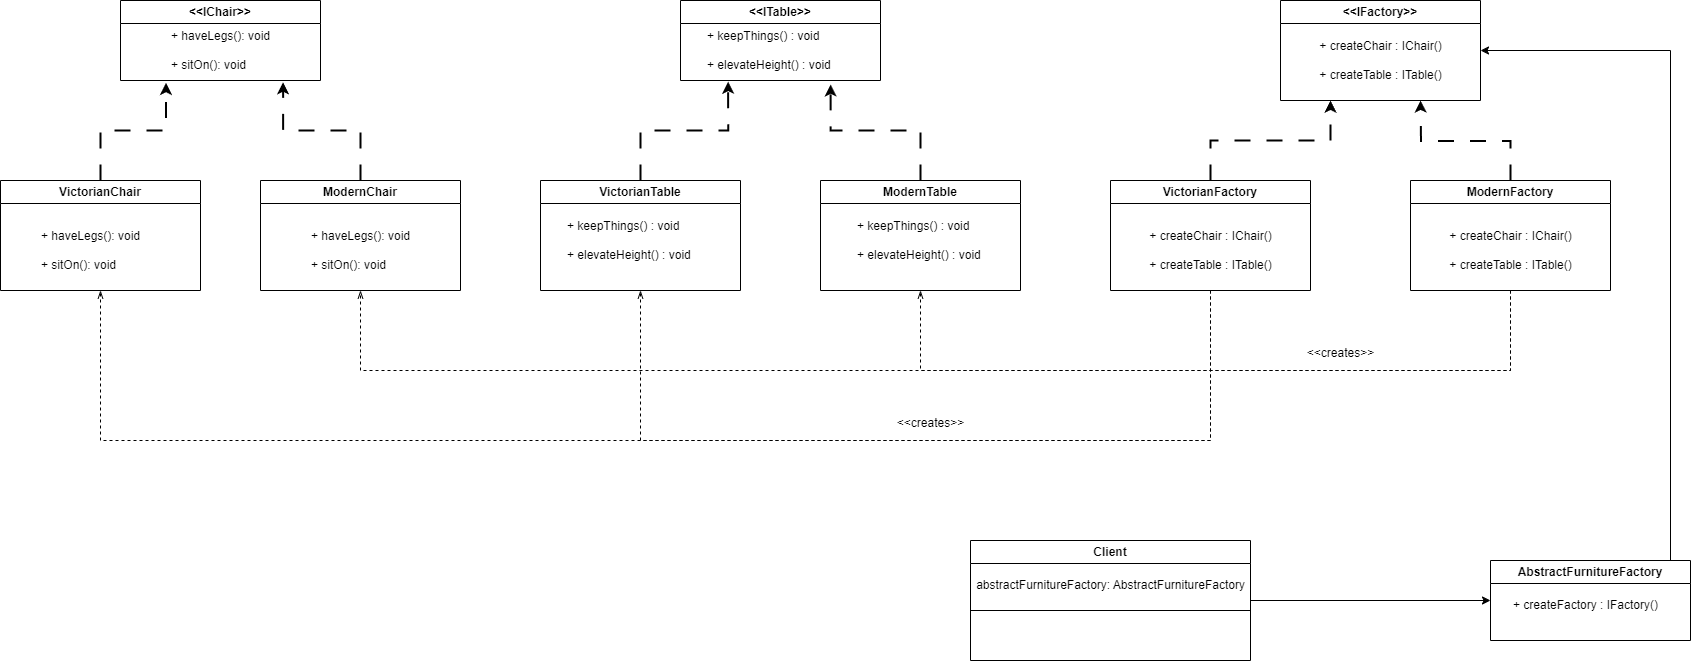 <<IChair>>
+ haveLegs(): void
+ sitOn(): void
<<ITable>>
+ keepThings() : void
+ elevateHeight() : void
<<IFactory>>
+ createChair : IChair()
+ createTable : ITable()
VictorianChair
+ haveLegs(): void
+ sitOn(): void
ModernChair
+ haveLegs(): void
+ sitOn(): void
VictorianTable
+ keepThings() : void
+ elevateHeight() : void
ModernTable
+ keepThings() : void
+ elevateHeight() : void
VictorianFactory
+ createChair : IChair()
+ createTable : ITable()
ModernFactory
+ createChair : IChair()
+ createTable : ITable()
<<creates>>
<<creates>>
Client
abstractFurnitureFactory: AbstractFurnitureFactory
AbstractFurnitureFactory
+ createFactory : IFactory()